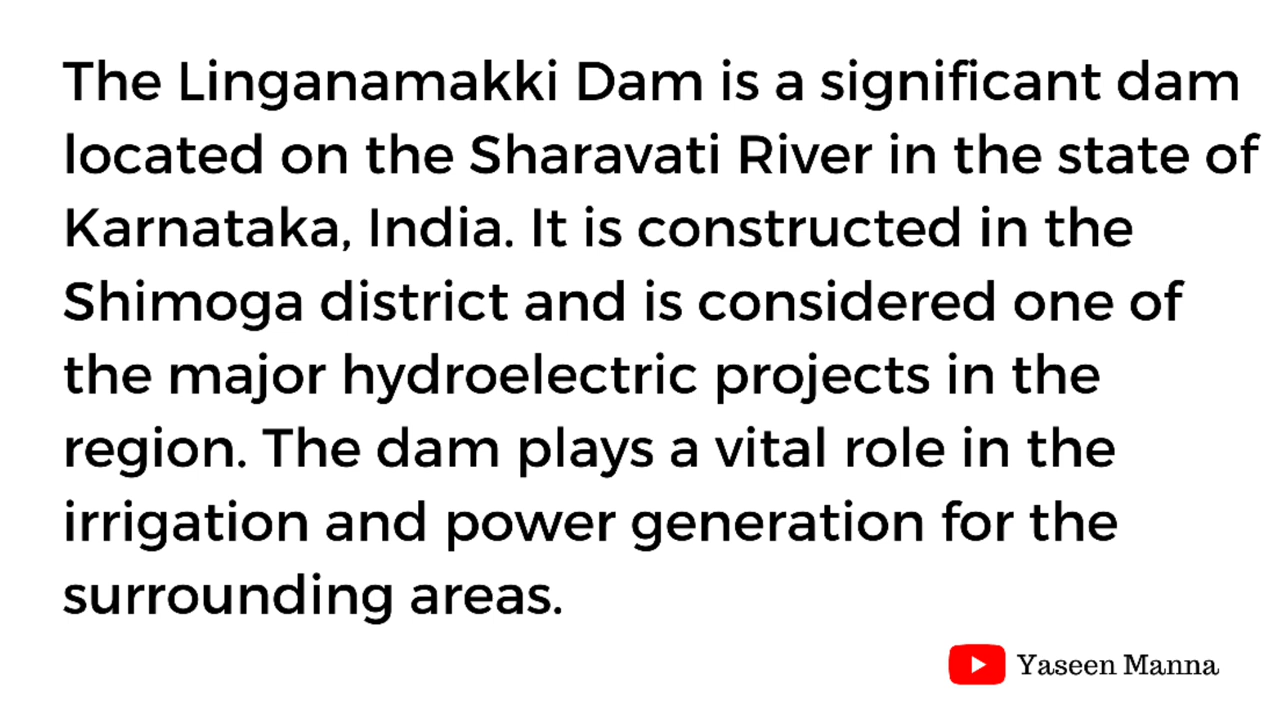 The Linganamakki Dam is a significant dam
located on the Sharavati River in the state of
Karnataka, India. It is constructed in the
Shimoga district and is considered one of
the major hydroelectric projects in the
region. The dam plays a vital role in the
irrigation and power generation for the
surrounding areas.
Yaseen Manna